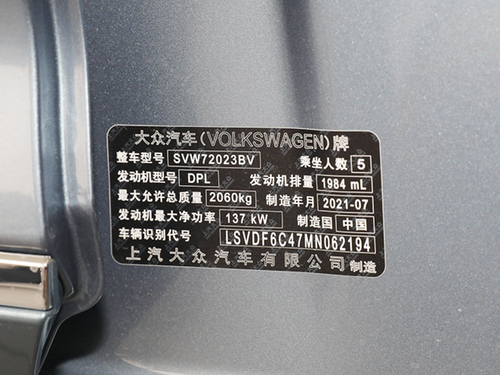 大众汽车(VOLKSWAGEN)牌
整车型号 SVW72023BV 乘坐人数 5
发动机型号 DPL 发动机排量 1984 mL
最大允许总质量 2060kg 制造年月 2021-07
发动机最大净功率 137 kW 制造国 中国
车辆识别代号 LSVDF6C47MN062194
上汽大众汽车有限公司 制造